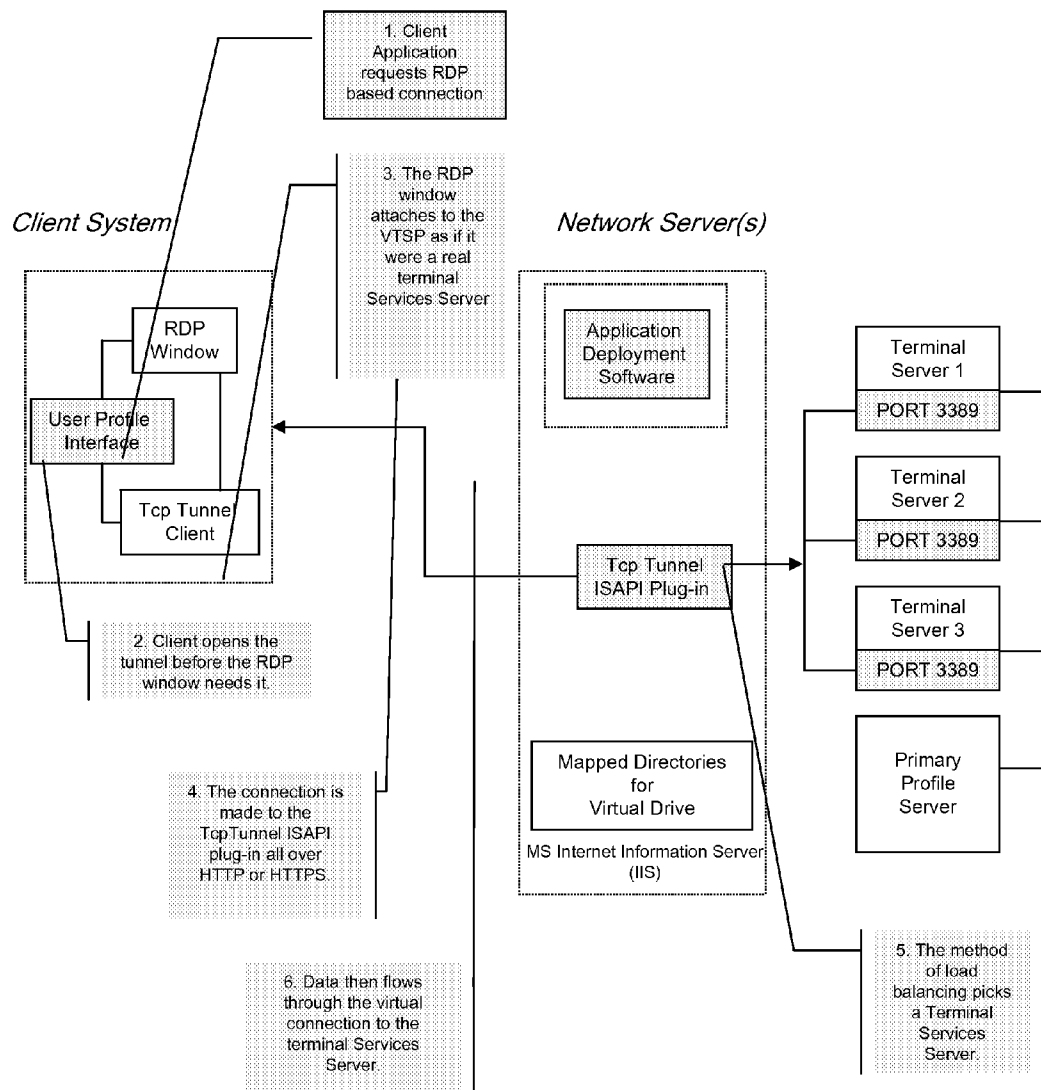 1. Client
Application
requests RDP
based connection
3. The RDP
window
attaches to the
VTSP as if it
were a real
terminal
Services Server
Client System
Network Server(s)
RDP
Window
User Profile
Interface
Tcp Tunnel
Client
Application
Deployment
Software
Terminal
Server 1
PORT 3389
Terminal
Server 2
PORT 3389
Tcp Tunnel
ISAPI Plug-in
Terminal
Server 3
PORT 3389
2. Client opens the
tunnel before the RDP
window needs it.
Mapped Directories
for
Virtual Drive
MS Internet Information Server
(IIS)
Primary
Profile
Server
4. The connection is
made to the
TcpTunnel ISAPI
plug-in all over
HTTP or HTTPS.
5. The method
of load
balancing picks
a Terminal
Services
Server.
6. Data then flows
through the virtual
connection to the
terminal Services
Server.